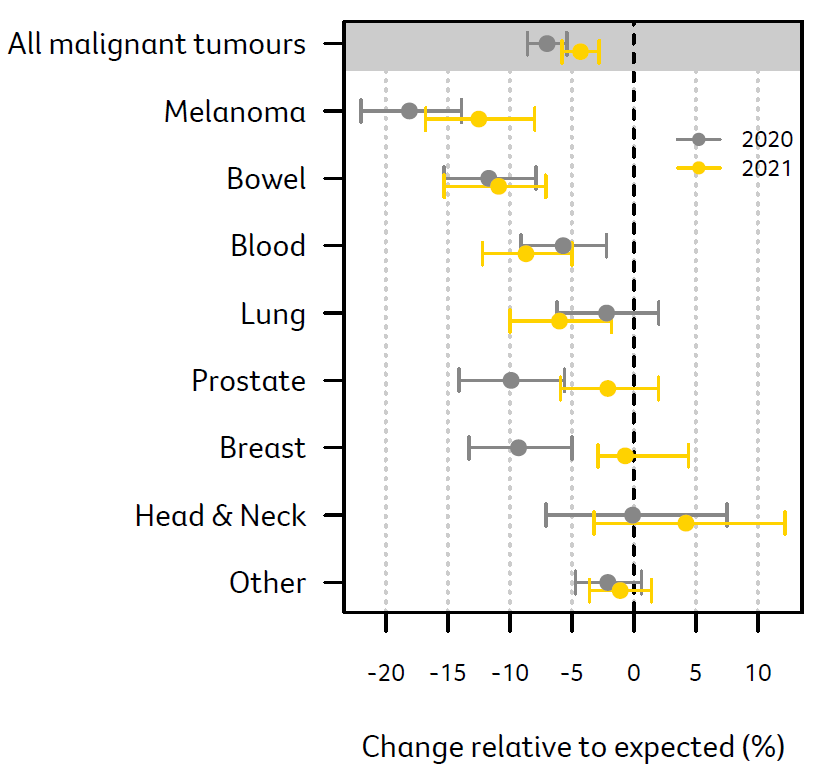 All malignant tumours
Melanoma
2020
2021
Bowel
Blood
Lung
Prostate
Breast
Head & Neck
Other
-20 -15 -10 -5 0 5 10
Change relative to expected (%)